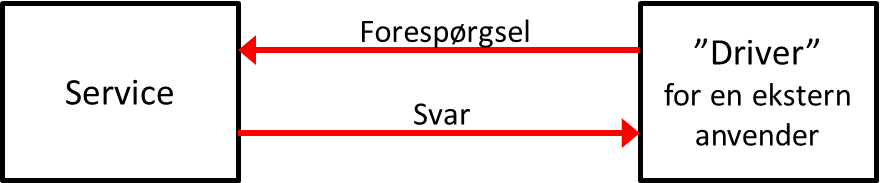 Service
Forespørgsel
Svar
”Driver”
for en ekstern
anvender